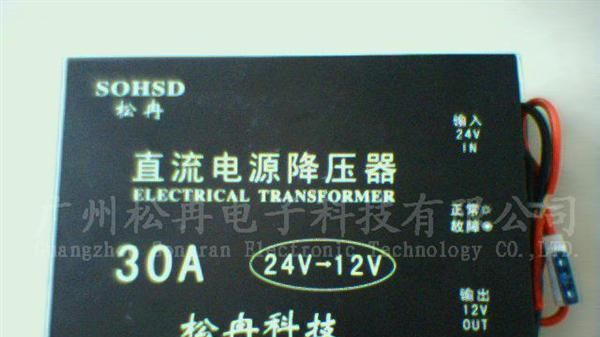 SOHSD
松冉
输入
24V
IN
直流电源降压器
ELECTRICAL TRANSFORMER
正常
故障
广州松冉电子科技有限公司
Guangzhou Songran Electronic Technology CO.,LTD.
30A
24V→12V
输出
12V
OUT
松冉科技